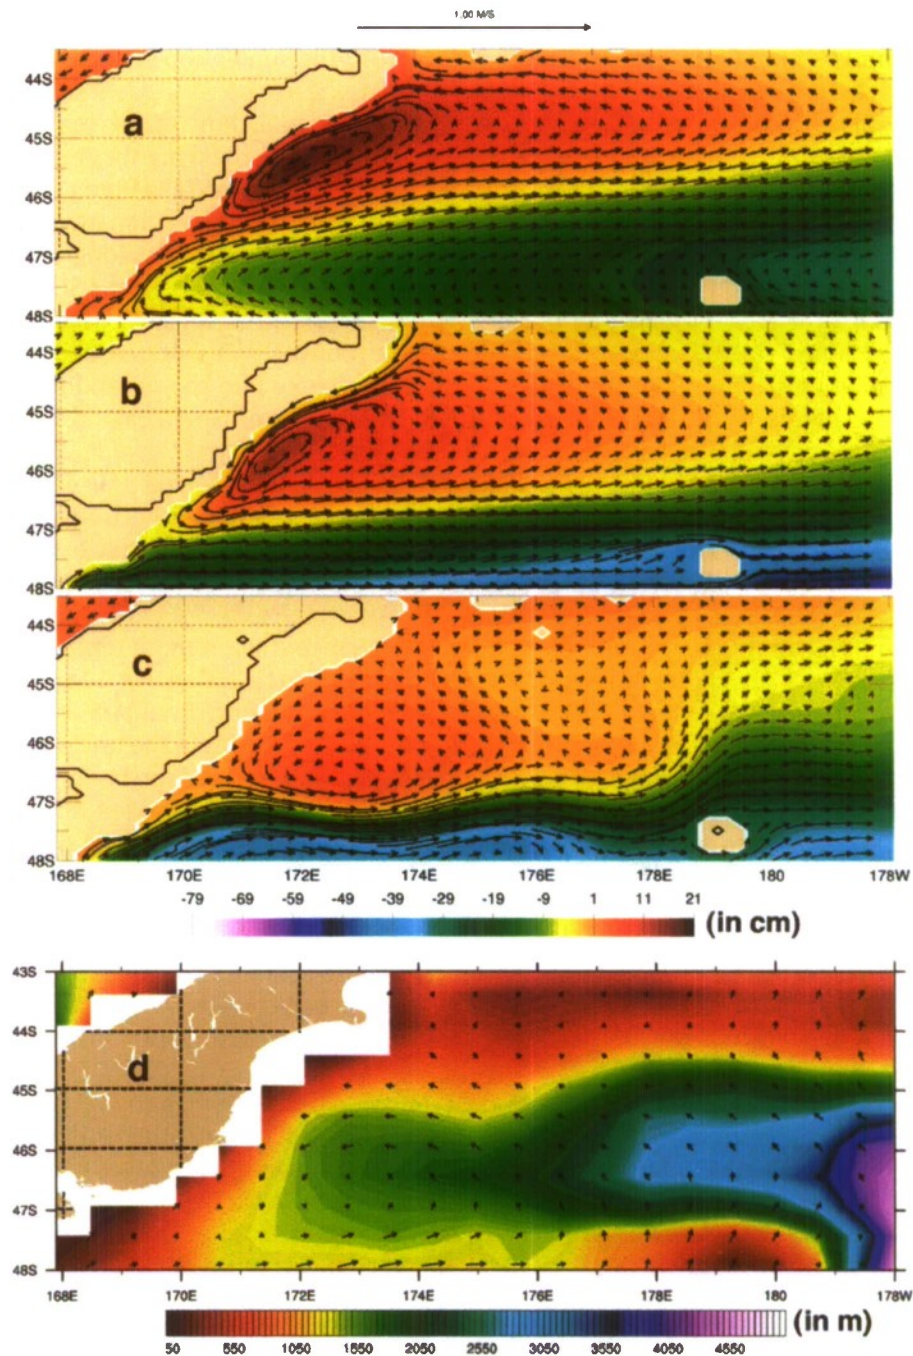 1.00 M/S
44S
a
45S
46S
47S
48S
44S
b
45S
46S
47S
48S
44S
c
45S
46S
47S
48S
168E 170E 172E 174E 176E 178E 180 178W
-79 -69 -59 -49 -39 -29 -19 -9 1 11 21
(in cm)
43S
44S
d
45S
46S
47S
48S
168E 170E 172E 174E 176E 178E 180 178W
(in m)
50 550 1050 1550 2050 2550 3050 3550 4050 4550